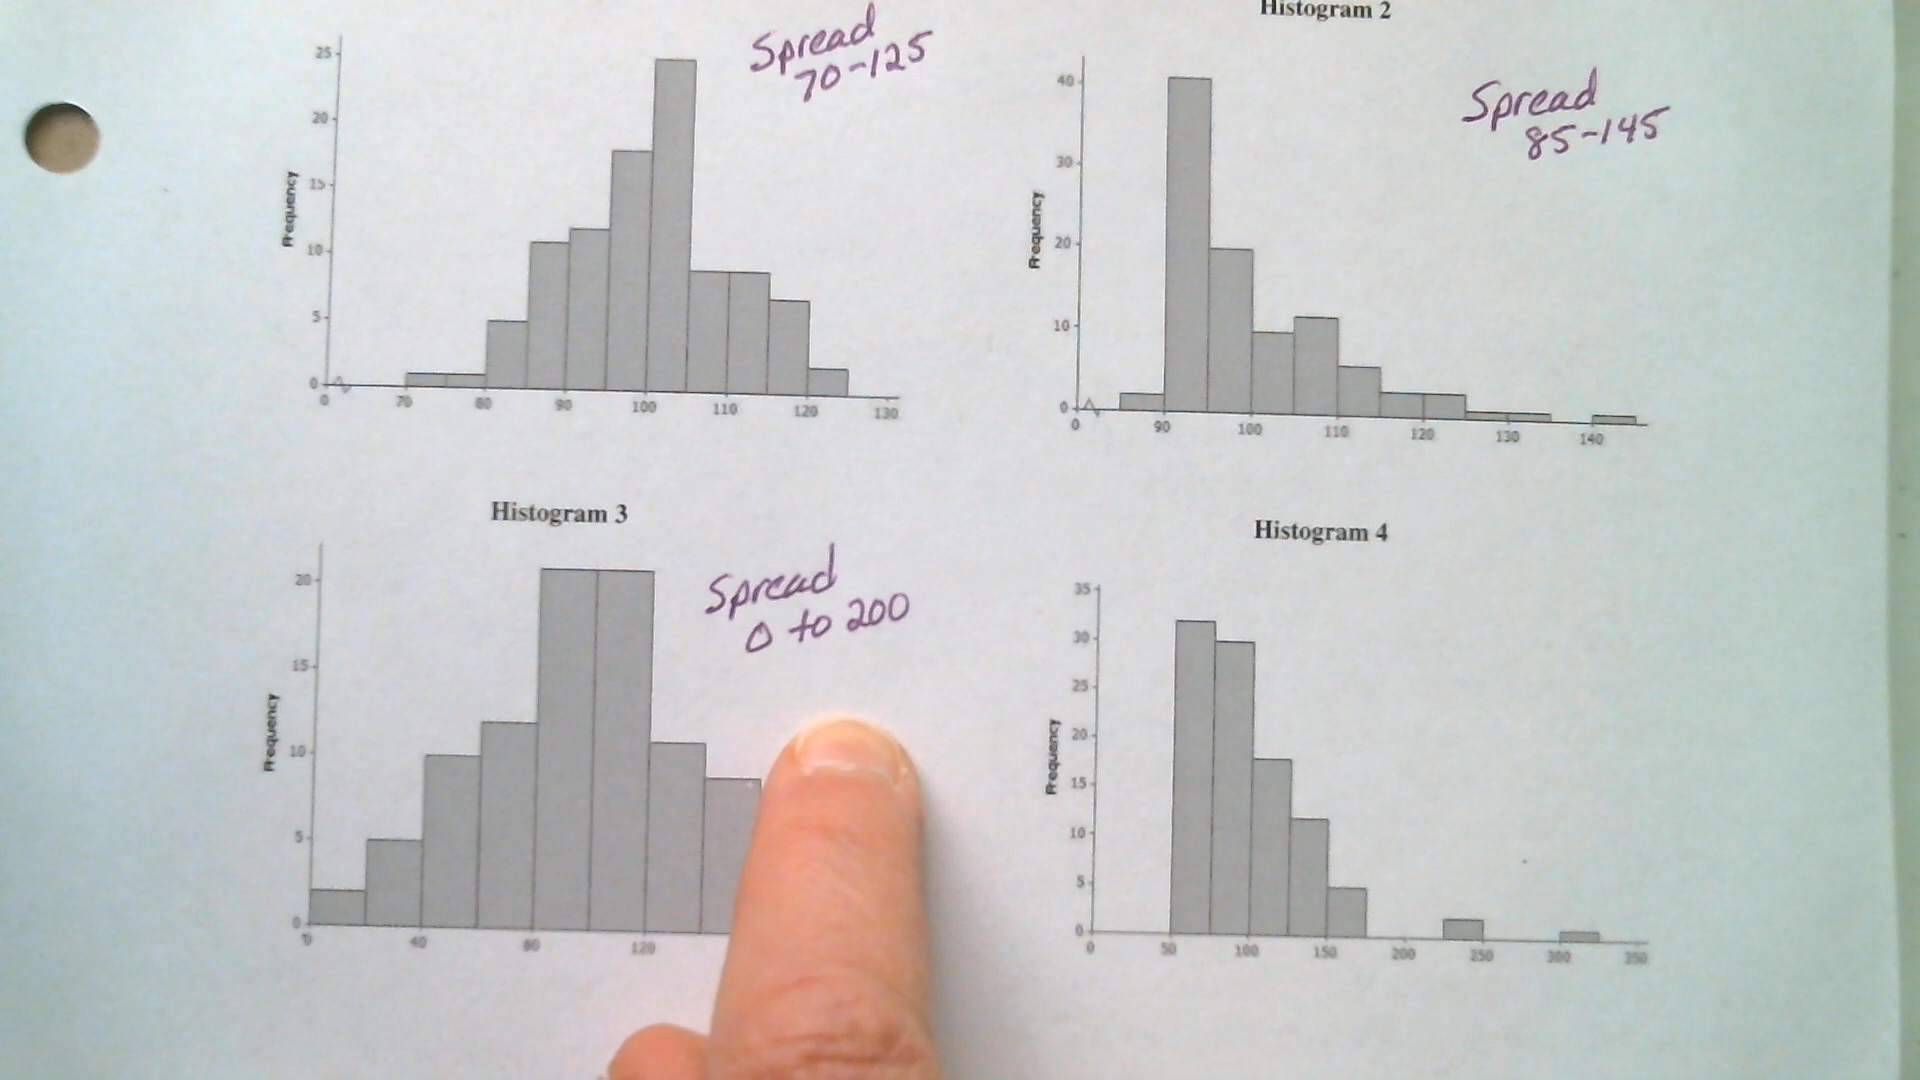 Histogram 2
Spread
70-125
Spread
85-145
25
20
15
10
5
0
Frequency
0 70 80 90 100 110 120 130
40
30
20
10
0
Frequency
0 90 100 110 120 130 140
Histogram 3
Spread
0 to 200
20
15
10
5
0
Frequency
0 40 80 120
Histogram 4
35
30
25
20
15
10
5
0
Frequency
0 50 100 150 200 250 300 350